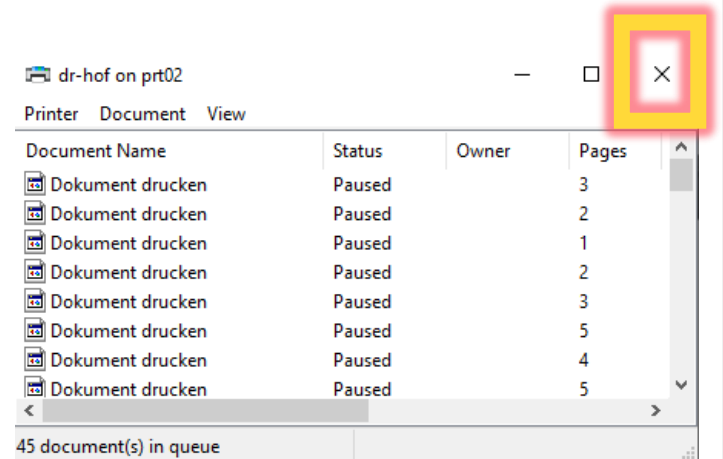 dr-hof on prt02
Printer Document View
Document Name Status Owner Pages
Dokument drucken Paused 3
Dokument drucken Paused 2
Dokument drucken Paused 1
Dokument drucken Paused 2
Dokument drucken Paused 3
Dokument drucken Paused 5
Dokument drucken Paused 4
Dokument drucken Paused 5
45 document(s) in queue